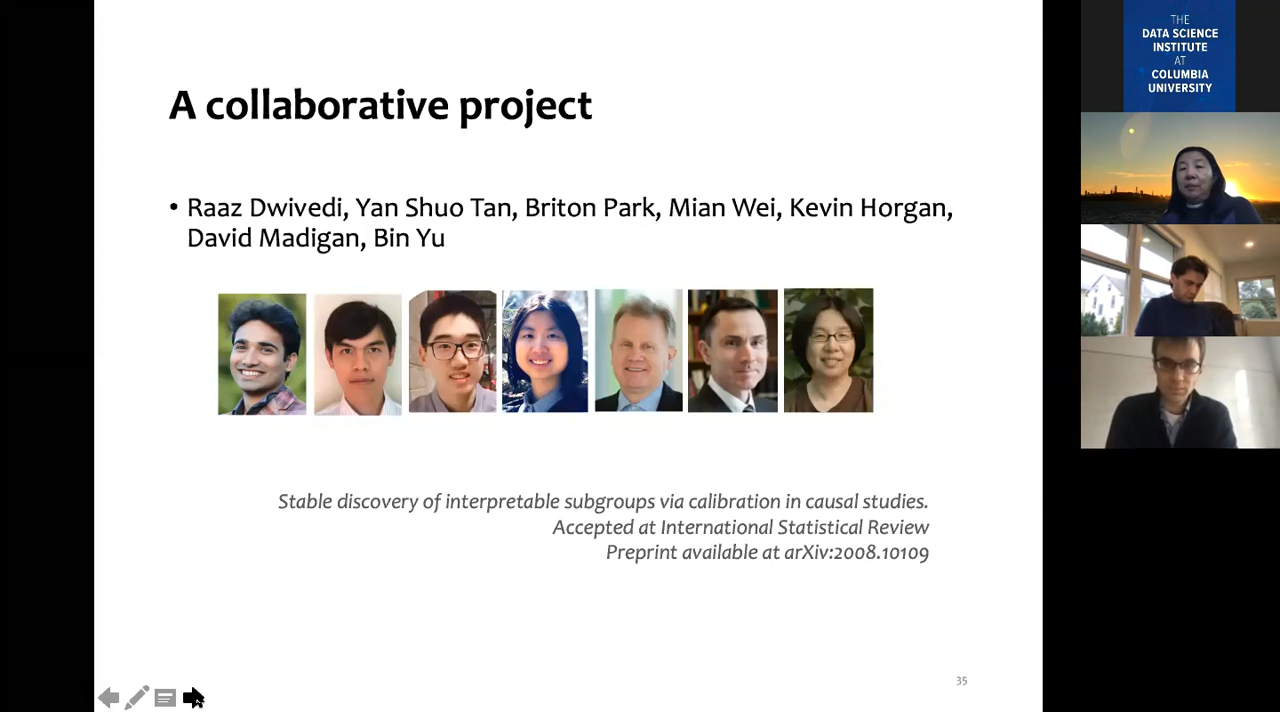 A collaborative project
• Raaz Dwivedi, Yan Shuo Tan, Briton Park, Mian Wei, Kevin Horgan,
David Madigan, Bin Yu
Stable discovery of interpretable subgroups via calibration in causal studies.
Accepted at International Statistical Review
Preprint available at arXiv:2008.10109
35
THE
DATA SCIENCE
INSTITUTE
AT
COLUMBIA
UNIVERSITY